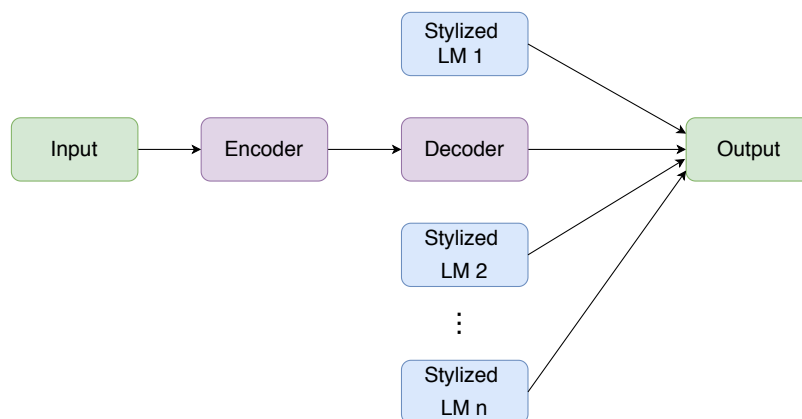 Stylized
LM 1
Input
Encoder
Decoder
Output
Stylized
LM 2
⋮
Stylized
LM n